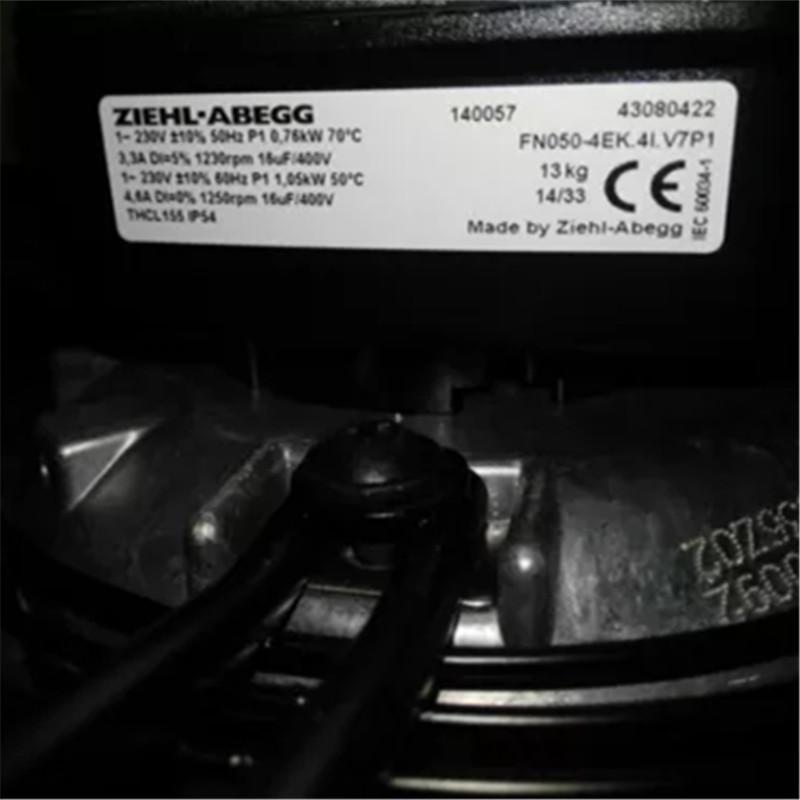 ZIEHL-ABEGG 140057 43080422
1~ 230V ±10% 50Hz P1 0,76kW 70°C
FN050-4EK.4I.V7P1
3,3A DI=5% 1230rpm 16uF/400V
13kg
1~ 230V ±10% 60Hz P1 1,05kW 50°C
14/33
4,6A DI=0% 1250rpm 16uF/400V
THCL155 IP54
Made by Ziehl-Abegg
CE
IEC 60034-1